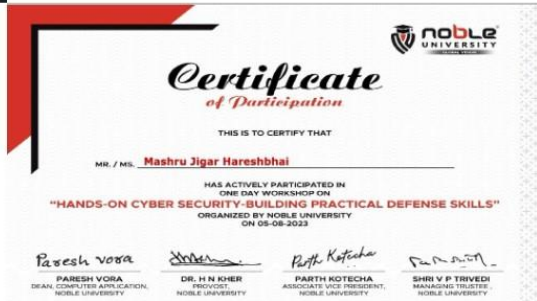 noble
UNIVERSITY
Certificate
of Participation
THIS IS TO CERTIFY THAT
MR. / MS. Mashru Jigar Hareshbhai
HAS ACTIVELY PARTICIPATED IN
ONE DAY WORKSHOP ON
"HANDS-ON CYBER SECURITY-BUILDING PRACTICAL DEFENSE SKILLS"
ORGANIZED BY NOBLE UNIVERSITY
ON 05-08-2023
Paresh Vora
Parth Kotecha
PARESH VORA
DEAN, COMPUTER APPLICATION,
NOBLE UNIVERSITY
DR. H N KHER
PROVOST,
NOBLE UNIVERSITY
PARTH KOTECHA
ASSOCIATE VICE PRESIDENT,
NOBLE UNIVERSITY
SHRI V P TRIVEDI
MANAGING TRUSTEE,
NOBLE UNIVERSITY